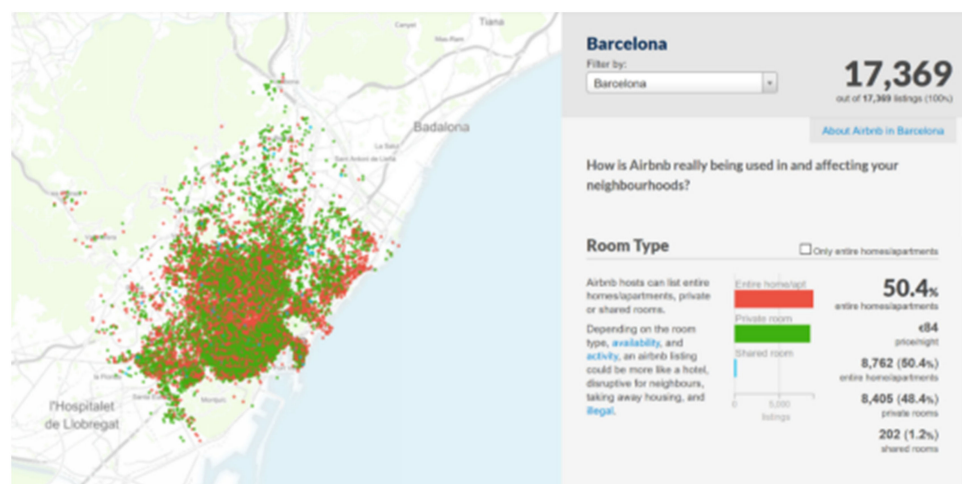 Tiana
Badalona
l'Hospitalet
de Llobregat
Barcelona
Filter by:
Barcelona
17,369
out of 17,369 listings (100%)
About Airbnb in Barcelona
How is Airbnb really being used in and affecting your
neighbourhoods?
Room Type
Only entire homes/apartments
Airbnb hosts can list entire
homes/apartments, private
or shared rooms.
Depending on the room
type, availability, and
activity, an airbnb listing
could be more like a hotel,
disruptive for neighbours,
taking away housing, and
illegal.
Entire home/apt
Private room
Shared room
0 5,000
listings
50.4%
entire homes/apartments
€84
price/night
8,762 (50.4%)
entire homes/apartments
8,405 (48.4%)
private rooms
202 (1.2%)
shared rooms